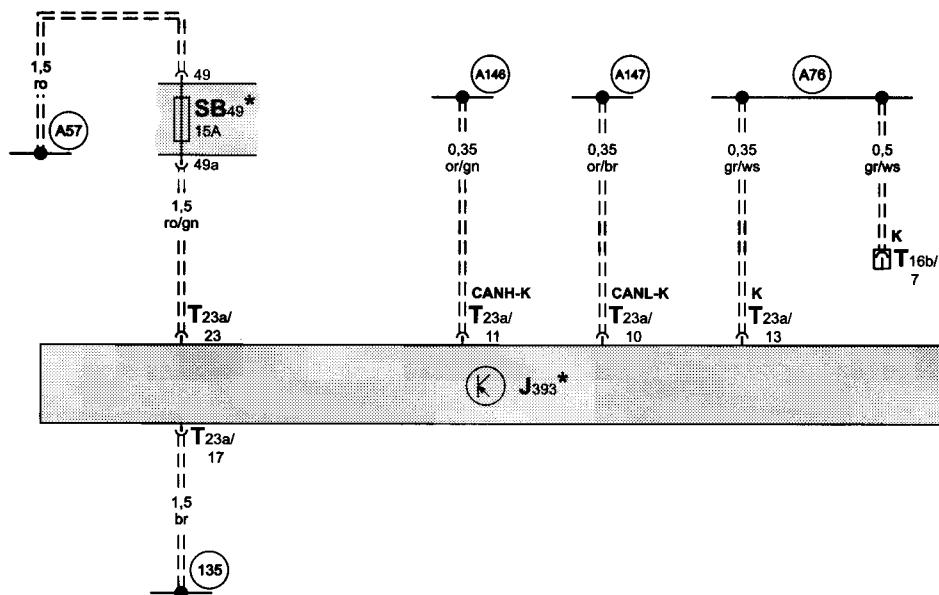 1,5
ro
A57
49
SB49*
15A
49a
1,5
ro/gn
T23a/
23
A146
0,35
or/gn
CANH-K
T23a/
11
A147
0,35
or/br
CANL-K
T23a/
10
A76
0,35
gr/ws
K
T23a/
13
0,5
gr/ws
K
T16b/
7
J393*
T23a/
17
1,5
br
135